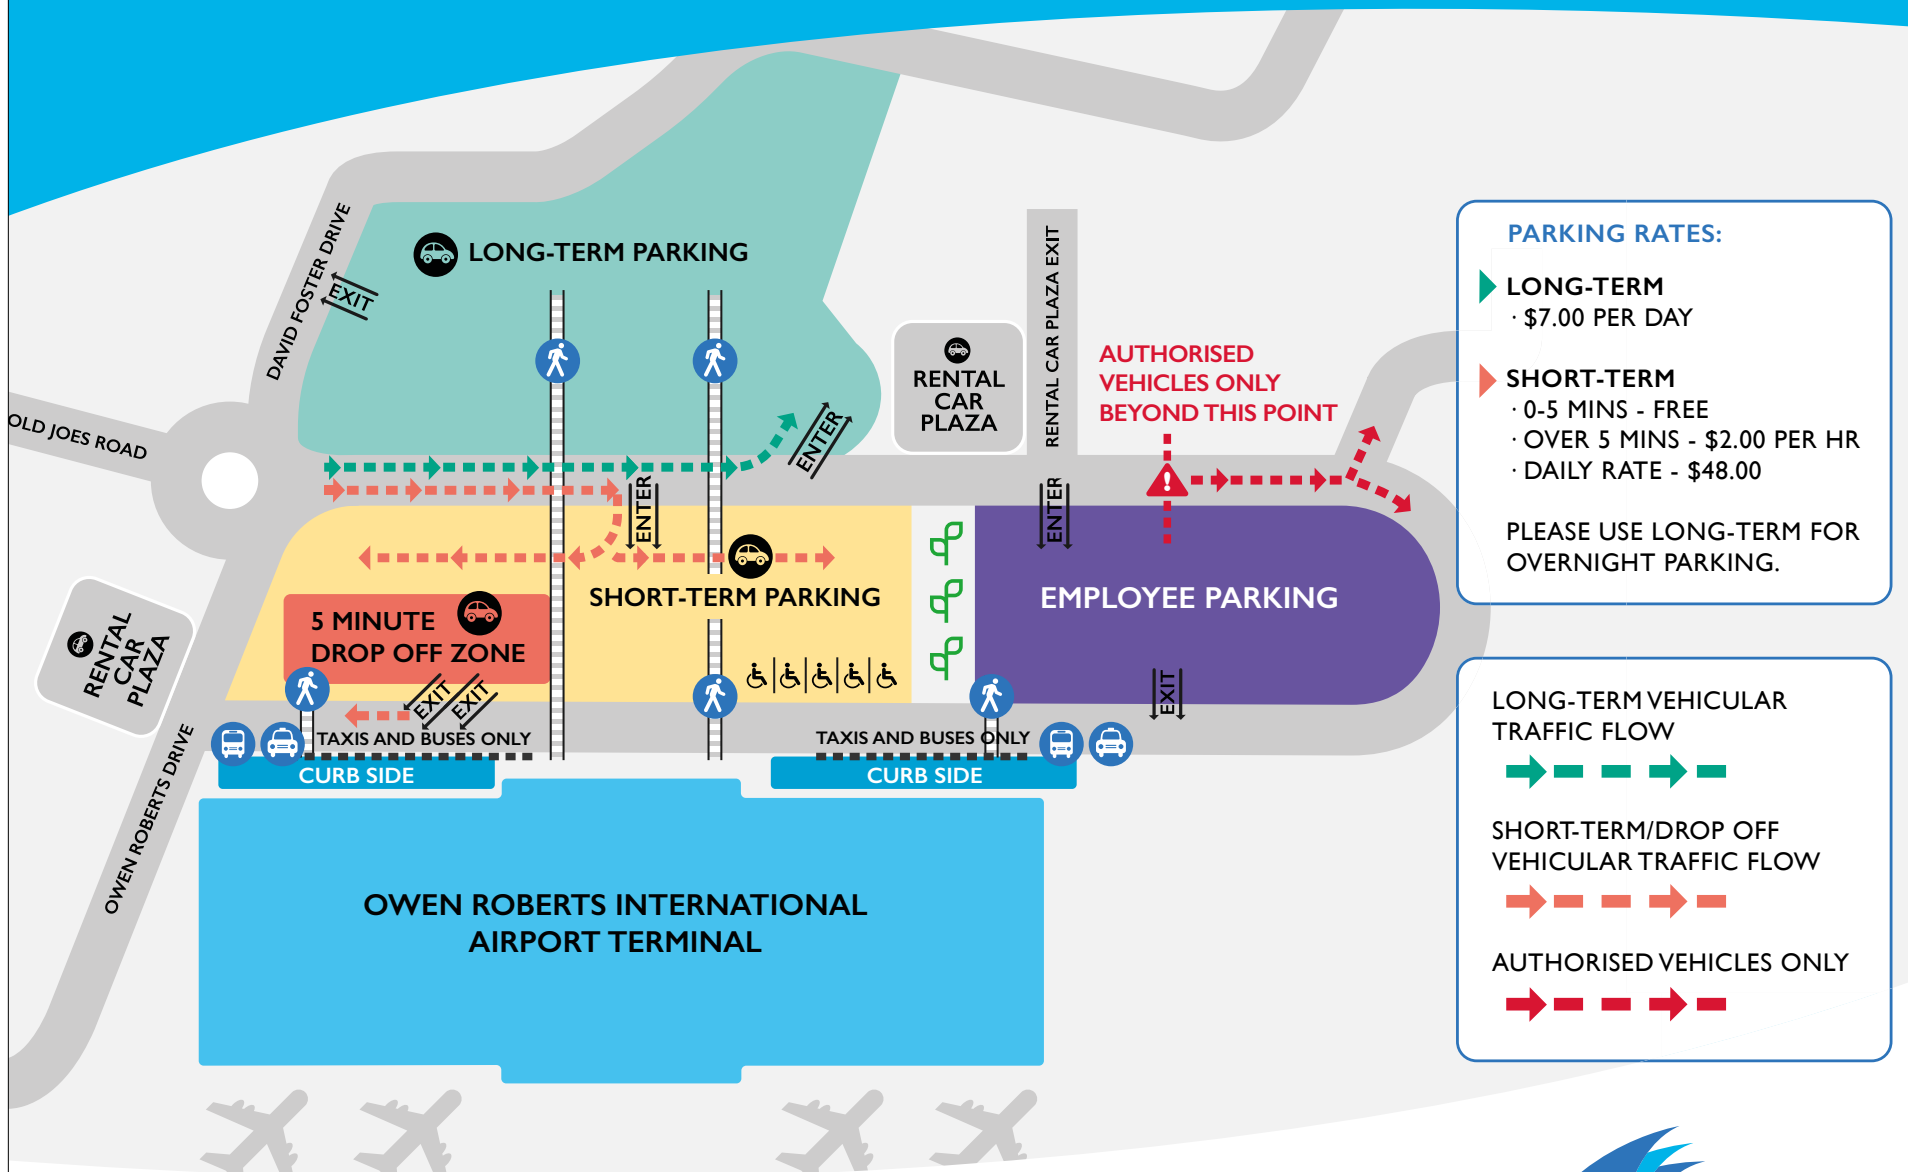 LONG-TERM PARKING
DAVID FOSTER DRIVE
EXIT
OLD JOES ROAD
ENTER
RENTAL
CAR
PLAZA
RENTAL CAR PLAZA EXIT
AUTHORISED
VEHICLES ONLY
BEYOND THIS POINT
ENTER
ENTER
SHORT-TERM PARKING
EMPLOYEE PARKING
5 MINUTE
DROP OFF ZONE
RENTAL
CAR
PLAZA
EXIT
EXIT
EXIT
OWEN ROBERTS DRIVE
TAXIS AND BUSES ONLY
TAXIS AND BUSES ONLY
CURB SIDE
CURB SIDE
OWEN ROBERTS INTERNATIONAL
AIRPORT TERMINAL
PARKING RATES:
LONG-TERM
· $7.00 PER DAY
SHORT-TERM
· 0-5 MINS - FREE
· OVER 5 MINS - $2.00 PER HR
· DAILY RATE - $48.00
PLEASE USE LONG-TERM FOR
OVERNIGHT PARKING.
LONG-TERM VEHICULAR
TRAFFIC FLOW
SHORT-TERM/DROP OFF
VEHICULAR TRAFFIC FLOW
AUTHORISED VEHICLES ONLY